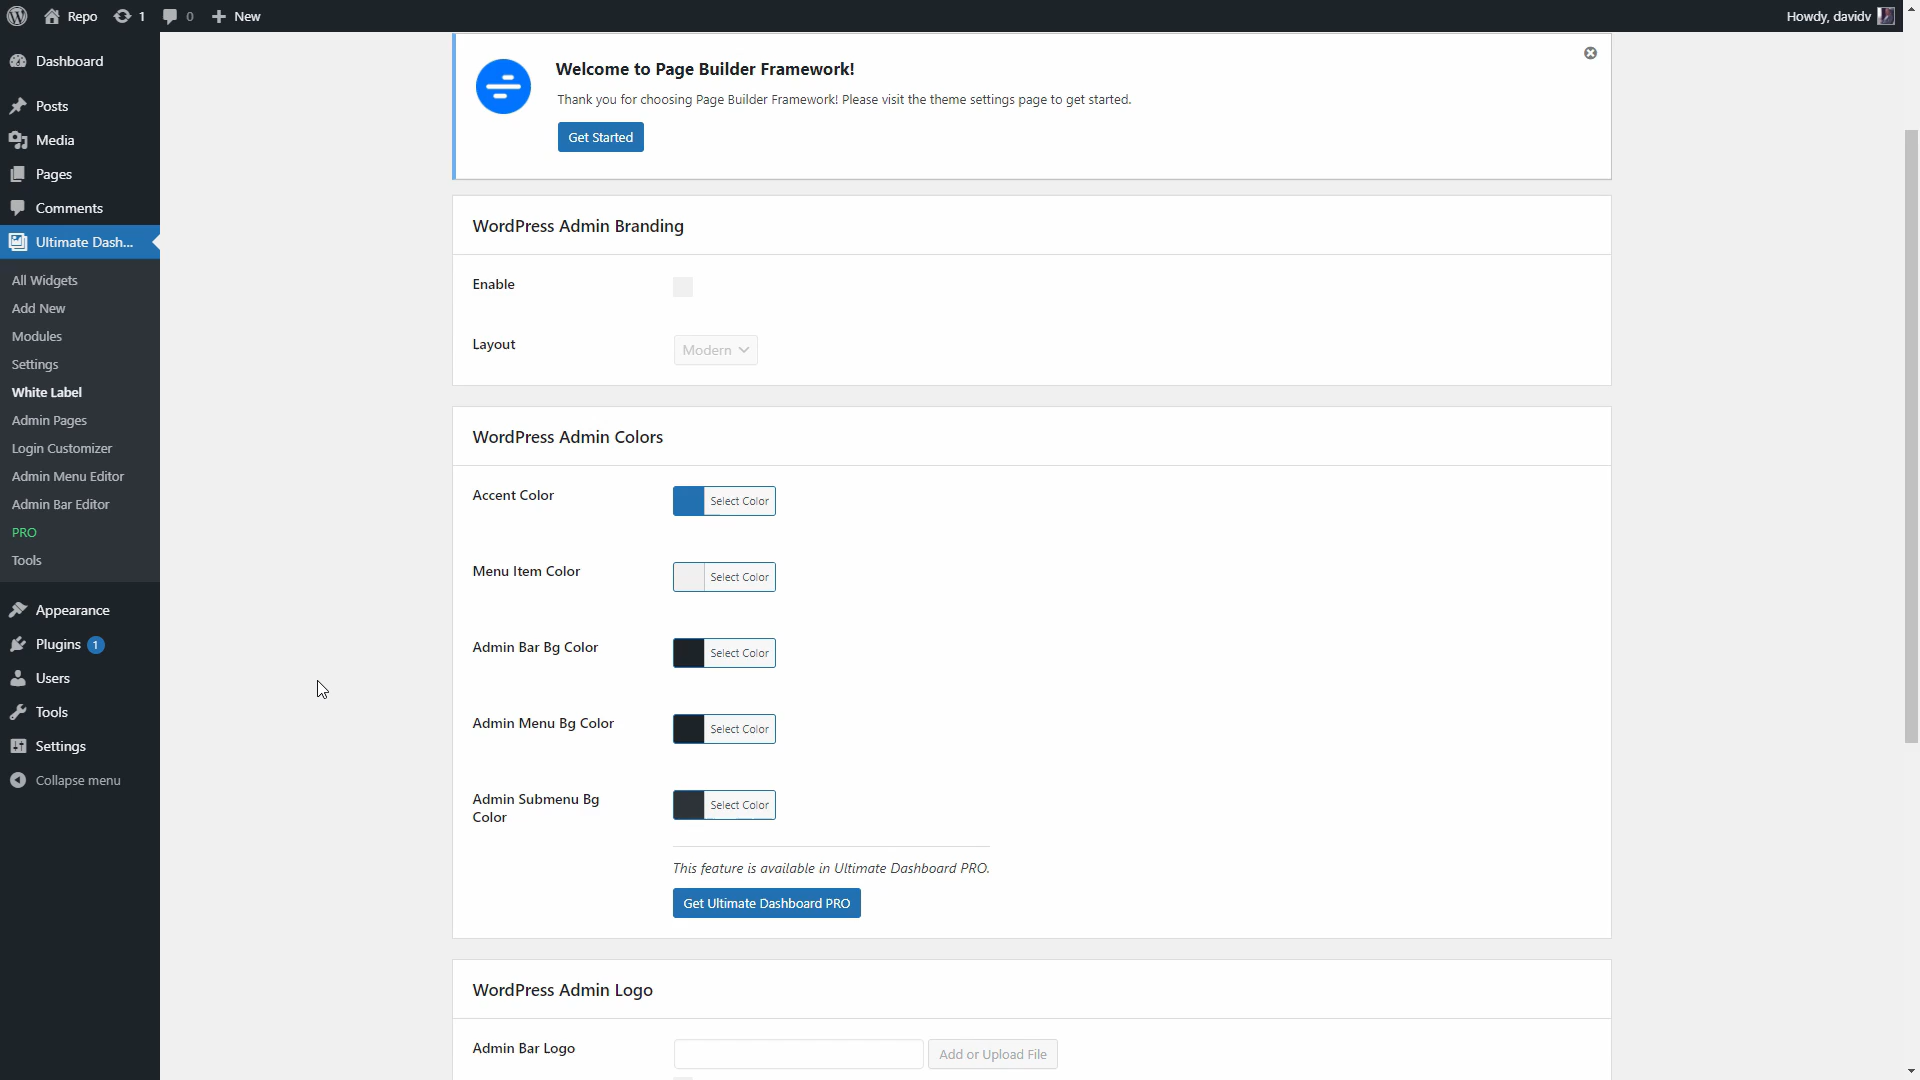 Repo
1
0
New
Howdy, davidv
Dashboard
Posts
Media
Pages
Comments
Ultimate Dash...
All Widgets
Add New
Modules
Settings
White Label
Admin Pages
Login Customizer
Admin Menu Editor
Admin Bar Editor
PRO
Tools
Appearance
Plugins 1
Users
Tools
Settings
Collapse menu
Welcome to Page Builder Framework!
Thank you for choosing Page Builder Framework! Please visit the theme settings page to get started.
Get Started
WordPress Admin Branding
Enable
Layout
Modern
WordPress Admin Colors
Accent Color
Select Color
Menu Item Color
Select Color
Admin Bar Bg Color
Select Color
Admin Menu Bg Color
Select Color
Admin Submenu Bg
Color
Select Color
This feature is available in Ultimate Dashboard PRO.
Get Ultimate Dashboard PRO
WordPress Admin Logo
Admin Bar Logo
Add or Upload File